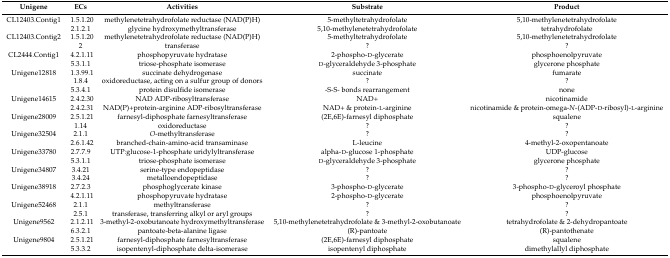 Unigene ECs Activities Substrate Product
CL12403.Contig1 1.5.1.20 methylenetetrahydrofolate reductase (NAD(P)H) 5-methyltetrahydrofolate 5,10-methylenetetrahydrofolate
2.1.2.1 glycine hydroxymethyltransferase 5,10-methylenetetrahydrofolate tetrahydrofolate
CL12403.Contig2 1.5.1.20 methylenetetrahydrofolate reductase (NAD(P)H) 5-methyltetrahydrofolate 5,10-methylenetetrahydrofolate
2 transferase ? ?
CL2444.Contig1 4.2.1.11 phosphopyruvate hydratase 2-phospho-D-glycerate phosphoenolpyruvate
5.3.1.1 triose-phosphate isomerase D-glyceraldehyde 3-phosphate glycerone phosphate
Unigene12818 1.3.99.1 succinate dehydrogenase succinate fumarate
1.8.4 oxidoreductase, acting on a sulfur group of donors ? ?
5.3.4.1 protein disulfide isomerase -S-S- bonds rearrangement none
Unigene14615 2.4.2.30 NAD ADP-ribosyltransferase NAD+ nicotinamide
2.4.2.31 NAD(P)+protein-arginine ADP-ribosyltransferase NAD+ & protein-L-arginine nicotinamide & protein-omega-N-(ADP-D-ribosyl)-L-arginine
Unigene28009 2.5.1.21 farnesyl-diphosphate farnesyltransferase (2E,6E)-farnesyl diphosphate squalene
1.14 oxidoreductase ? ?
Unigene32504 2.1.1 O-methyltransferase ? ?
2.6.1.42 branched-chain-amino-acid transaminase L-leucine 4-methyl-2-oxopentanoate
Unigene33780 2.7.7.9 UTP:glucose-1-phosphate uridylyltransferase alpha-D-glucose 1-phosphate UDP-glucose
5.3.1.1 triose-phosphate isomerase D-glyceraldehyde 3-phosphate glycerone phosphate
Unigene34807 3.4.21 serine-type endopeptidase ? ?
3.4.24 metalloendopeptidase ? ?
Unigene38918 2.7.2.3 phosphoglycerate kinase 3-phospho-D-glycerate 3-phospho-D-glyceroyl phosphate
4.2.1.11 phosphopyruvate hydratase 2-phospho-D-glycerate phosphoenolpyruvate
Unigene52468 2.1.1 methyltransferase ? ?
2.5.1 transferase, transferring alkyl or aryl groups ? ?
Unigene9562 2.1.2.11 3-methyl-2-oxobutanoate hydroxymethyltransferase 5,10-methylenetetrahydrofolate & 3-methyl-2-oxobutanoate tetrahydrofolate & 2-dehydropantoate
6.3.2.1 pantoate-beta-alanine ligase (R)-pantoate (R)-pantothenate
Unigene9804 2.5.1.21 farnesyl-diphosphate farnesyltransferase (2E,6E)-farnesyl diphosphate squalene
5.3.3.2 isopentenyl-diphosphate delta-isomerase isopentenyl diphosphate dimethylallyl diphosphate